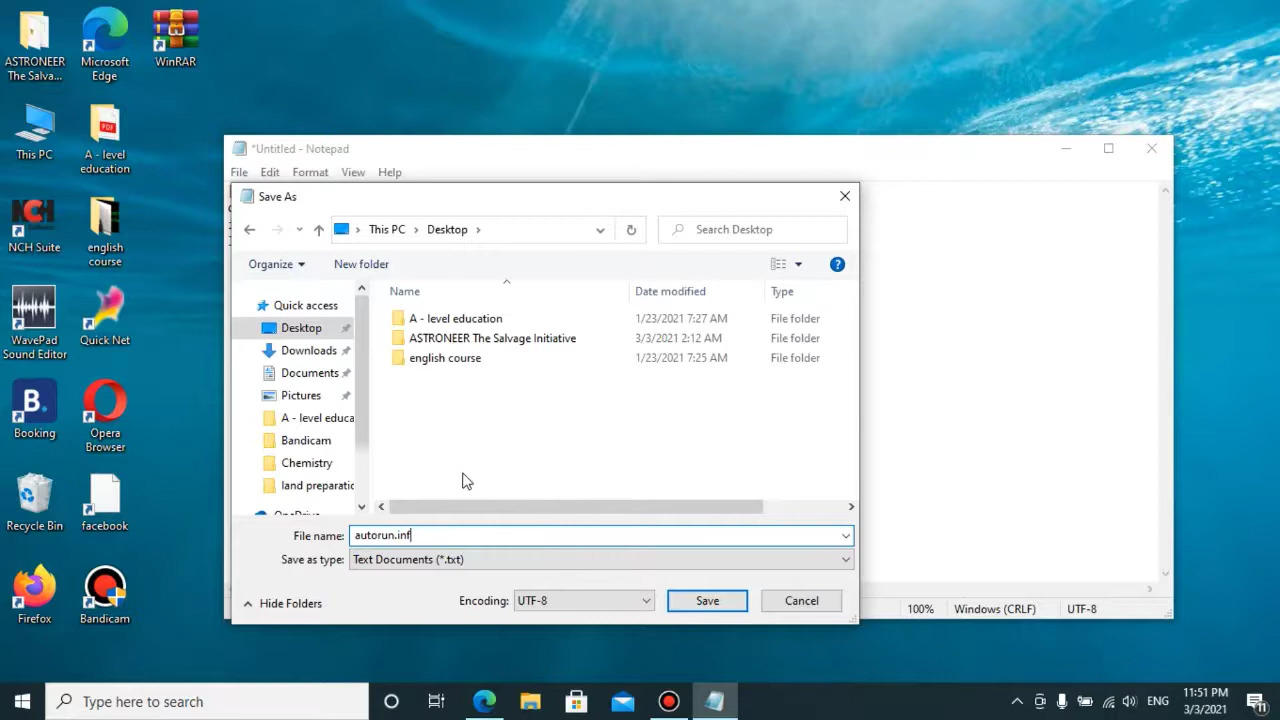 ASTRONEER
The Salva...
Microsoft
Edge
WinRAR
This PC
PDF
A - level
education
NCH
NCH Suite
english
course
WavePad
Sound Editor
Quick Net
B.
Booking
Opera
Browser
Recycle Bin
facebook
Firefox
Bandicam
*Untitled - Notepad
File Edit Format View Help
Save As
This PC Desktop
Search Desktop
Organize New folder
?
Name Date modified Type
Quick access
Desktop
Downloads
Documents
Pictures
A - level educa
Bandicam
Chemistry
land preparatio
OneDrive
A - level education 1/23/2021 7:27 AM File folder
ASTRONEER The Salvage Initiative 3/3/2021 2:12 AM File folder
english course 1/23/2021 7:25 AM File folder
File name: autorun.inf
Save as type: Text Documents (*.txt)
Hide Folders Encoding: UTF-8 Save Cancel
100% Windows (CRLF) UTF-8
Type here to search
ENG
11:51 PM
3/3/2021